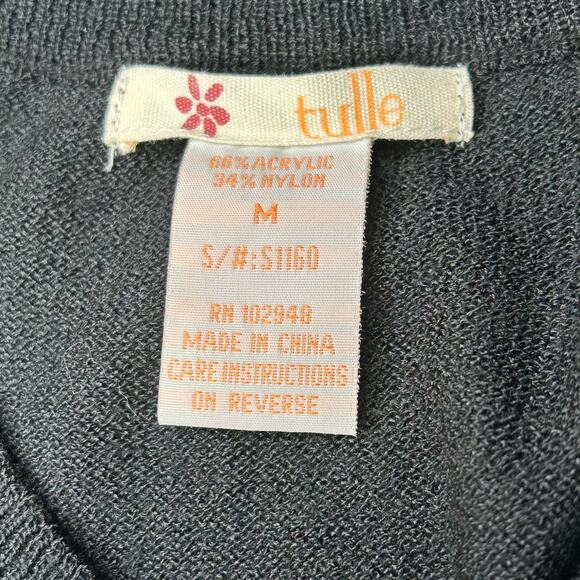 tulle
66% ACRYLIC
34% NYLON
M
S/#:S1160
RN 102948
MADE IN CHINA
CARE INSTRUCTIONS
ON REVERSE